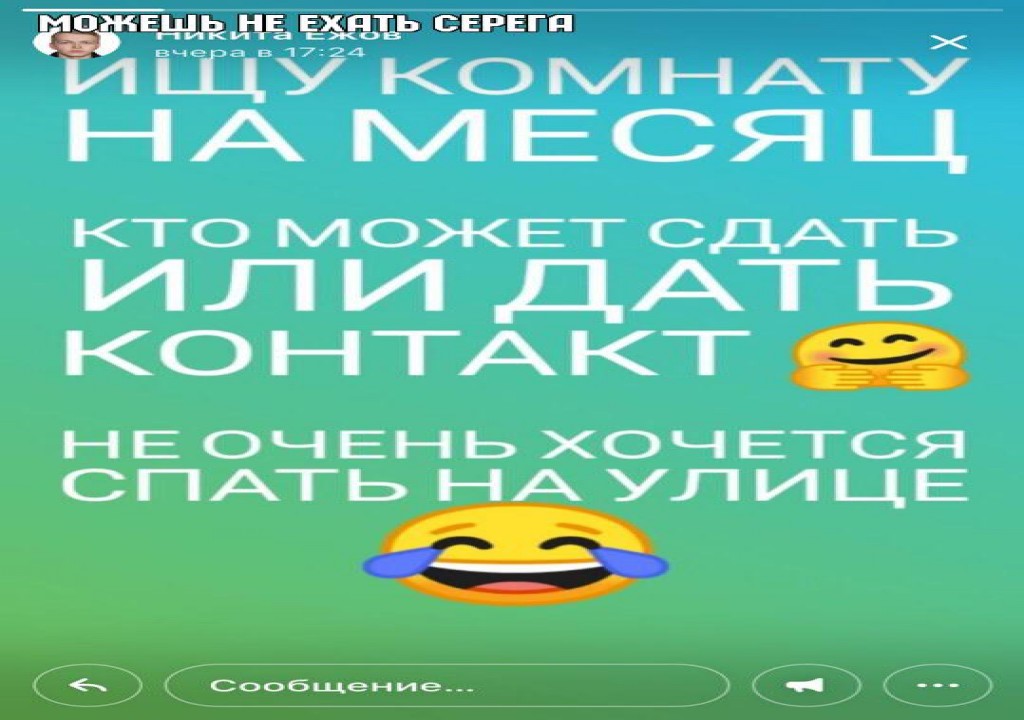 МОЖЕШЬ НЕ ЕХАТЬ СЕРЕГА
Никита Ежов
вчера в 17:24
ИЩУ КОМНАТУ
НА МЕСЯЦ
КТО МОЖЕТ СДАТЬ
ИЛИ ДАТЬ
КОНТАКТ 🤗
НЕ ОЧЕНЬ ХОЧЕТСЯ
СПАТЬ НА УЛИЦЕ
😂
Сообщение...